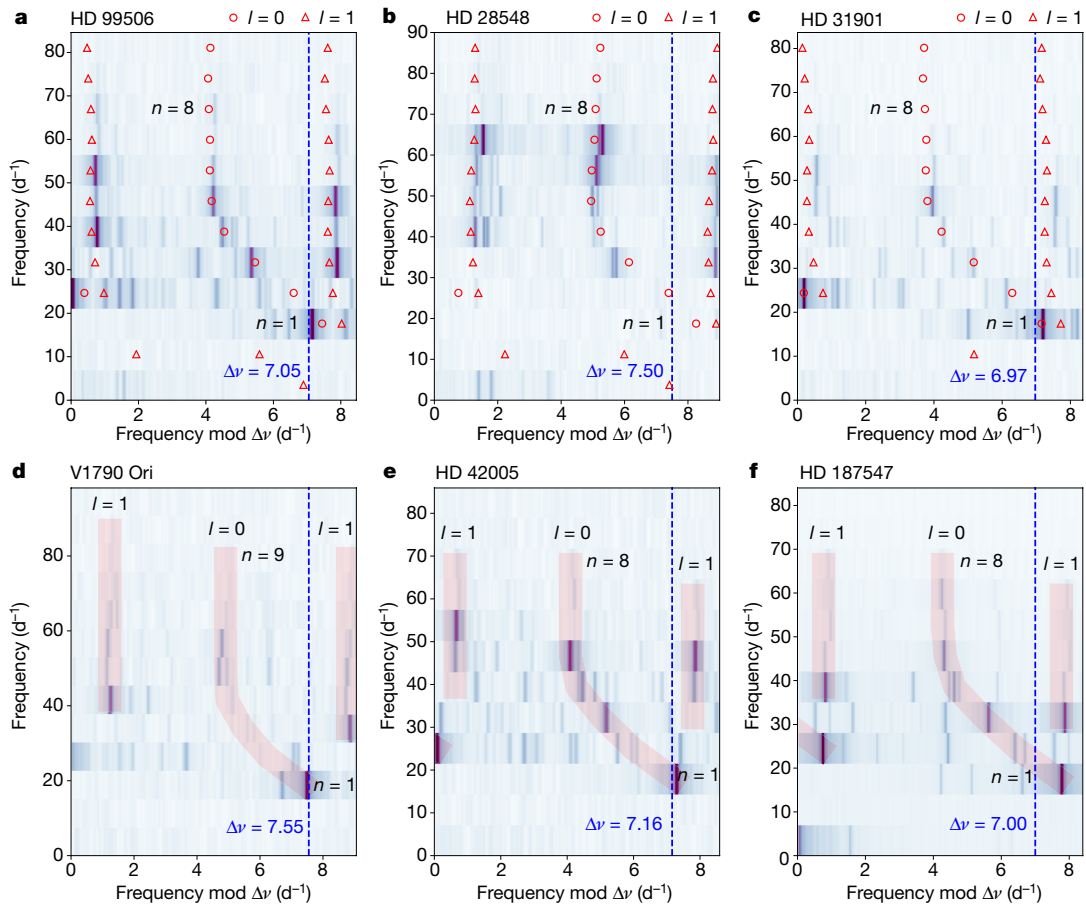 a HD 99506 l = 0 l = 1
b HD 28548 l = 0 l = 1
c HD 31901 l = 0 l = 1
Frequency (d⁻¹)
80
70
60
50
40
30
20
10
0
n = 8
n = 1
Δν = 7.05
0 2 4 6 8
Frequency mod Δν (d⁻¹)
Frequency (d⁻¹)
90
80
70
60
50
40
30
20
10
0
n = 8
n = 1
Δν = 7.50
0 2 4 6 8
Frequency mod Δν (d⁻¹)
Frequency (d⁻¹)
80
70
60
50
40
30
20
10
0
n = 8
n = 1
Δν = 6.97
0 2 4 6 8
Frequency mod Δν (d⁻¹)
d V1790 Ori
l = 1
l = 0
l = 1
n = 9
Frequency (d⁻¹)
80
60
40
20
0
n = 1
Δν = 7.55
0 2 4 6 8
Frequency mod Δν (d⁻¹)
e HD 42005
l = 1
l = 0
l = 1
n = 8
Frequency (d⁻¹)
80
70
60
50
40
30
20
10
0
n = 1
Δν = 7.16
0 2 4 6 8
Frequency mod Δν (d⁻¹)
f HD 187547
l = 1
l = 0
l = 1
n = 8
Frequency (d⁻¹)
80
70
60
50
40
30
20
10
0
n = 1
Δν = 7.00
0 2 4 6 8
Frequency mod Δν (d⁻¹)